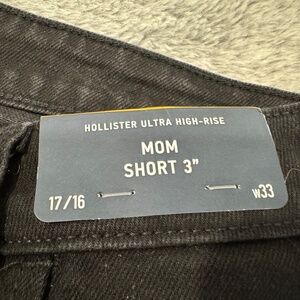 HOLLISTER ULTRA HIGH-RISE
MOM
SHORT 3”
17/16 w33